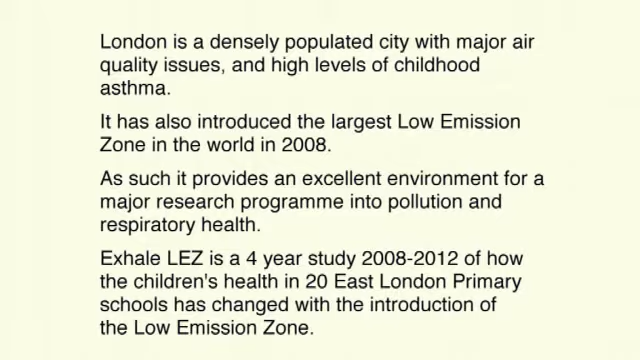 London is a densely populated city with major air
quality issues, and high levels of childhood
asthma.
It has also introduced the largest Low Emission
Zone in the world in 2008.
As such it provides an excellent environment for a
major research programme into pollution and
respiratory health.
Exhale LEZ is a 4 year study 2008-2012 of how
the children's health in 20 East London Primary
schools has changed with the introduction of
the Low Emission Zone.